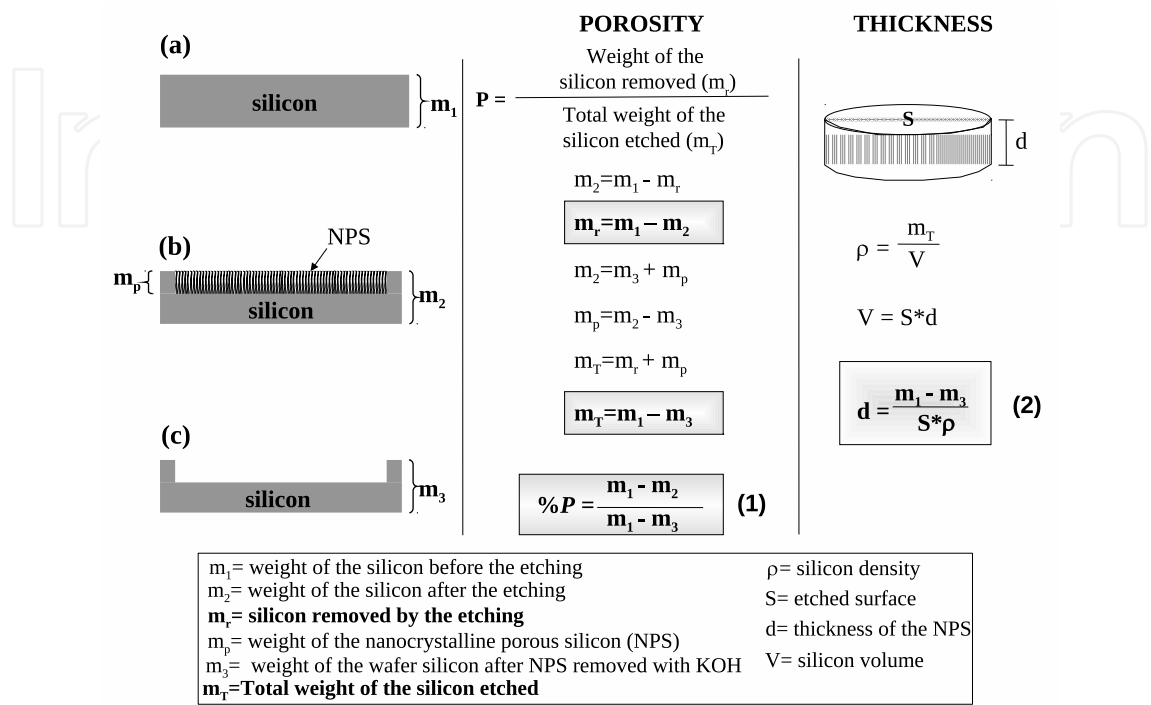 (a)
silicon
m1
(b)
NPS
mp
m2
silicon
(c)
m3
silicon
POROSITY
P =
Weight of the
silicon removed (mr)
Total weight of the
silicon etched (mT)
m2=m1 - mr
mr=m1 – m2
m2=m3 + mp
mp=m2 - m3
mT=mr + mp
mT=m1 – m3
%P =
m1 - m2
m1 - m3
(1)
THICKNESS
S
d
ρ =
mT
V
V = S*d
d =
m1 - m3
S*ρ
(2)
m1= weight of the silicon before the etching
m2= weight of the silicon after the etching
mr= silicon removed by the etching
mp= weight of the nanocrystalline porous silicon (NPS)
m3= weight of the wafer silicon after NPS removed with KOH
mT=Total weight of the silicon etched
ρ= silicon density
S= etched surface
d= thickness of the NPS
V= silicon volume